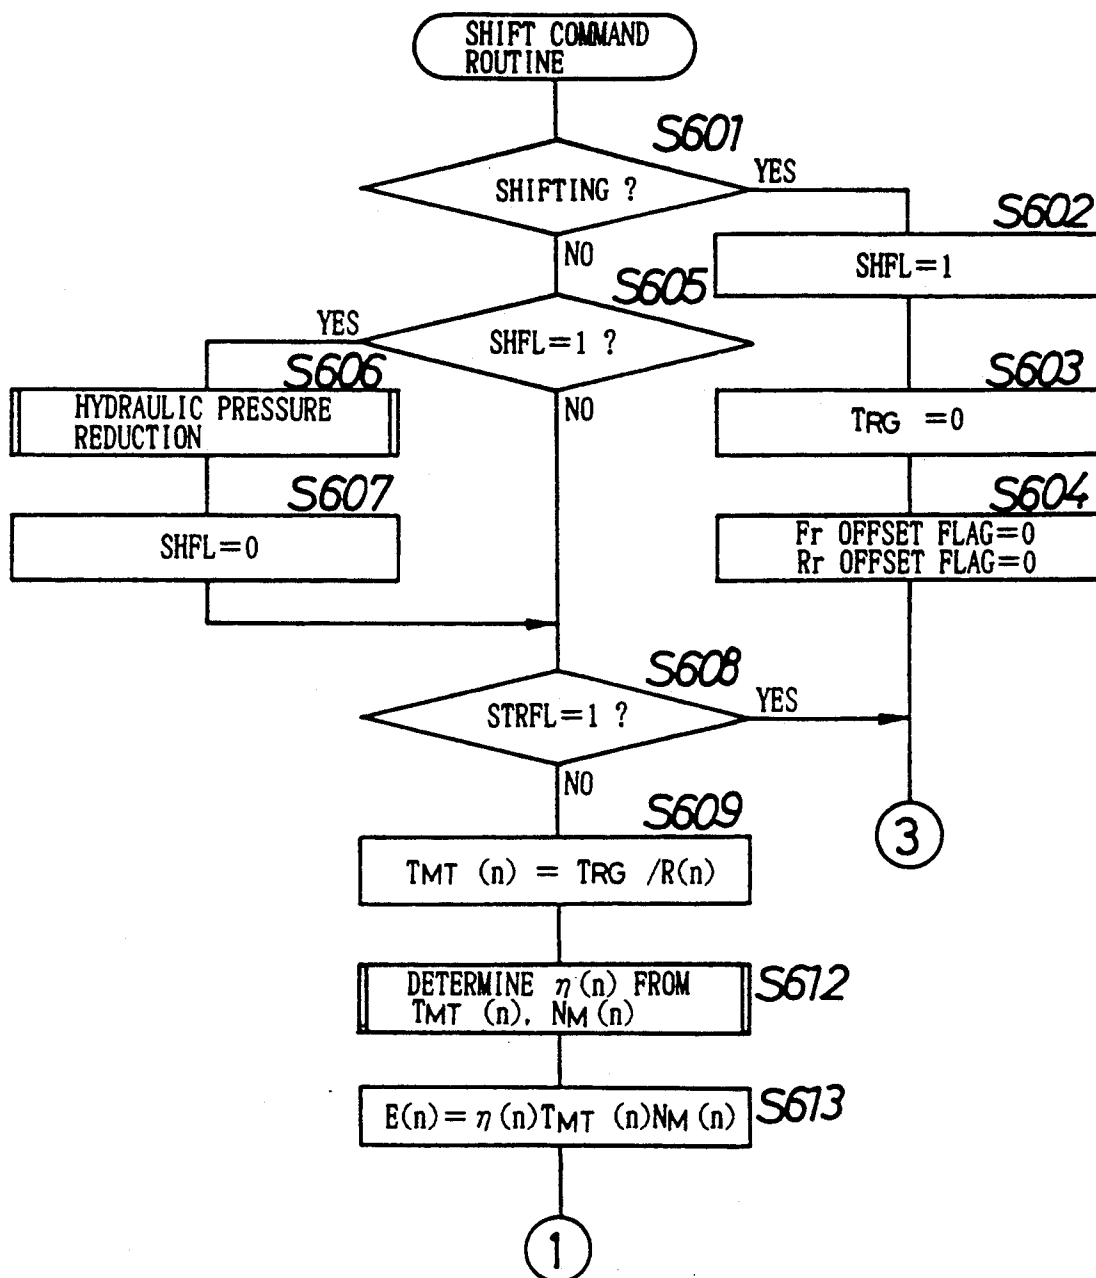 SHIFT COMMAND
ROUTINE
S601
SHIFTING ?
YES
NO
S602
SHFL=1
S605
SHFL=1 ?
YES
NO
S606
HYDRAULIC PRESSURE
REDUCTION
S603
TRG =0
S607
SHFL=0
S604
Fr OFFSET FLAG=0
Rr OFFSET FLAG=0
S608
STRFL=1 ?
YES
NO
3
S609
TMT (n) = TRG /R(n)
S612
DETERMINE η(n) FROM
TMT (n). NM(n)
S613
E(n)=η(n)TMT (n)NM(n)
1